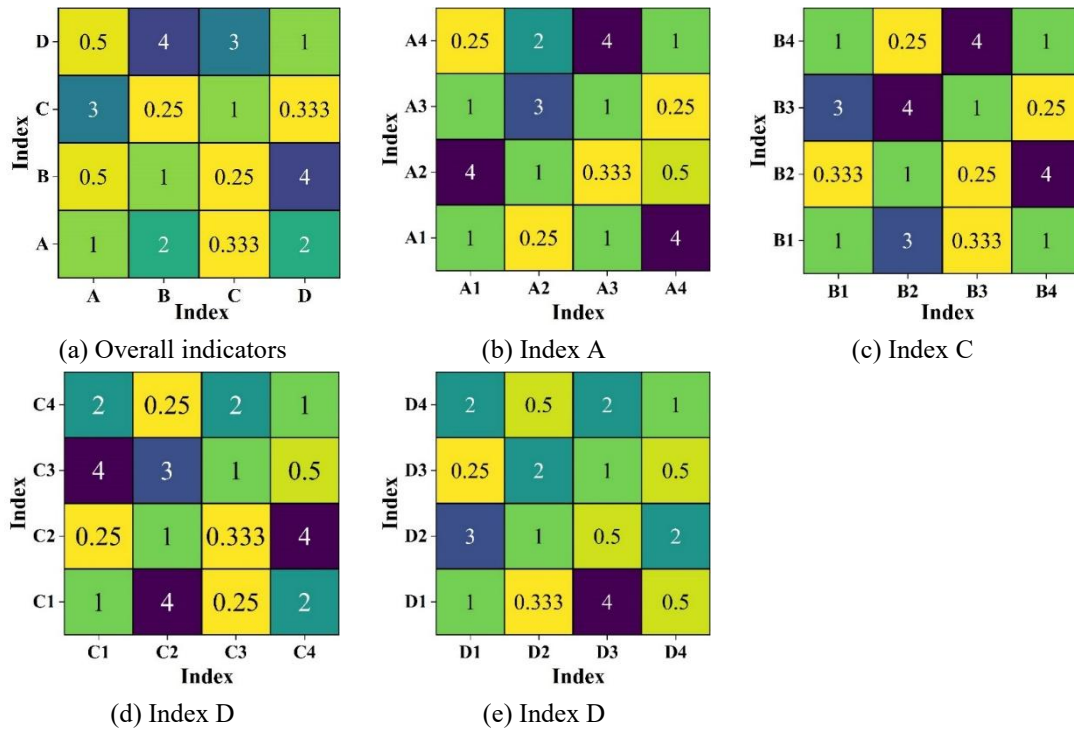 D 0.5 4 3 1
C 3 0.25 1 0.333
B 0.5 1 0.25 4
A 1 2 0.333 2
A B C D
Index
Index
(a) Overall indicators
A4 0.25 2 4 1
A3 1 3 1 0.25
A2 4 1 0.333 0.5
A1 1 0.25 1 4
A1 A2 A3 A4
Index
Index
(b) Index A
B4 1 0.25 4 1
B3 3 4 1 0.25
B2 0.333 1 0.25 4
B1 1 3 0.333 1
B1 B2 B3 B4
Index
Index
(c) Index C
C4 2 0.25 2 1
C3 4 3 1 0.5
C2 0.25 1 0.333 4
C1 1 4 0.25 2
C1 C2 C3 C4
Index
Index
(d) Index D
D4 2 0.5 2 1
D3 0.25 2 1 0.5
D2 3 1 0.5 2
D1 1 0.333 4 0.5
D1 D2 D3 D4
Index
Index
(e) Index D